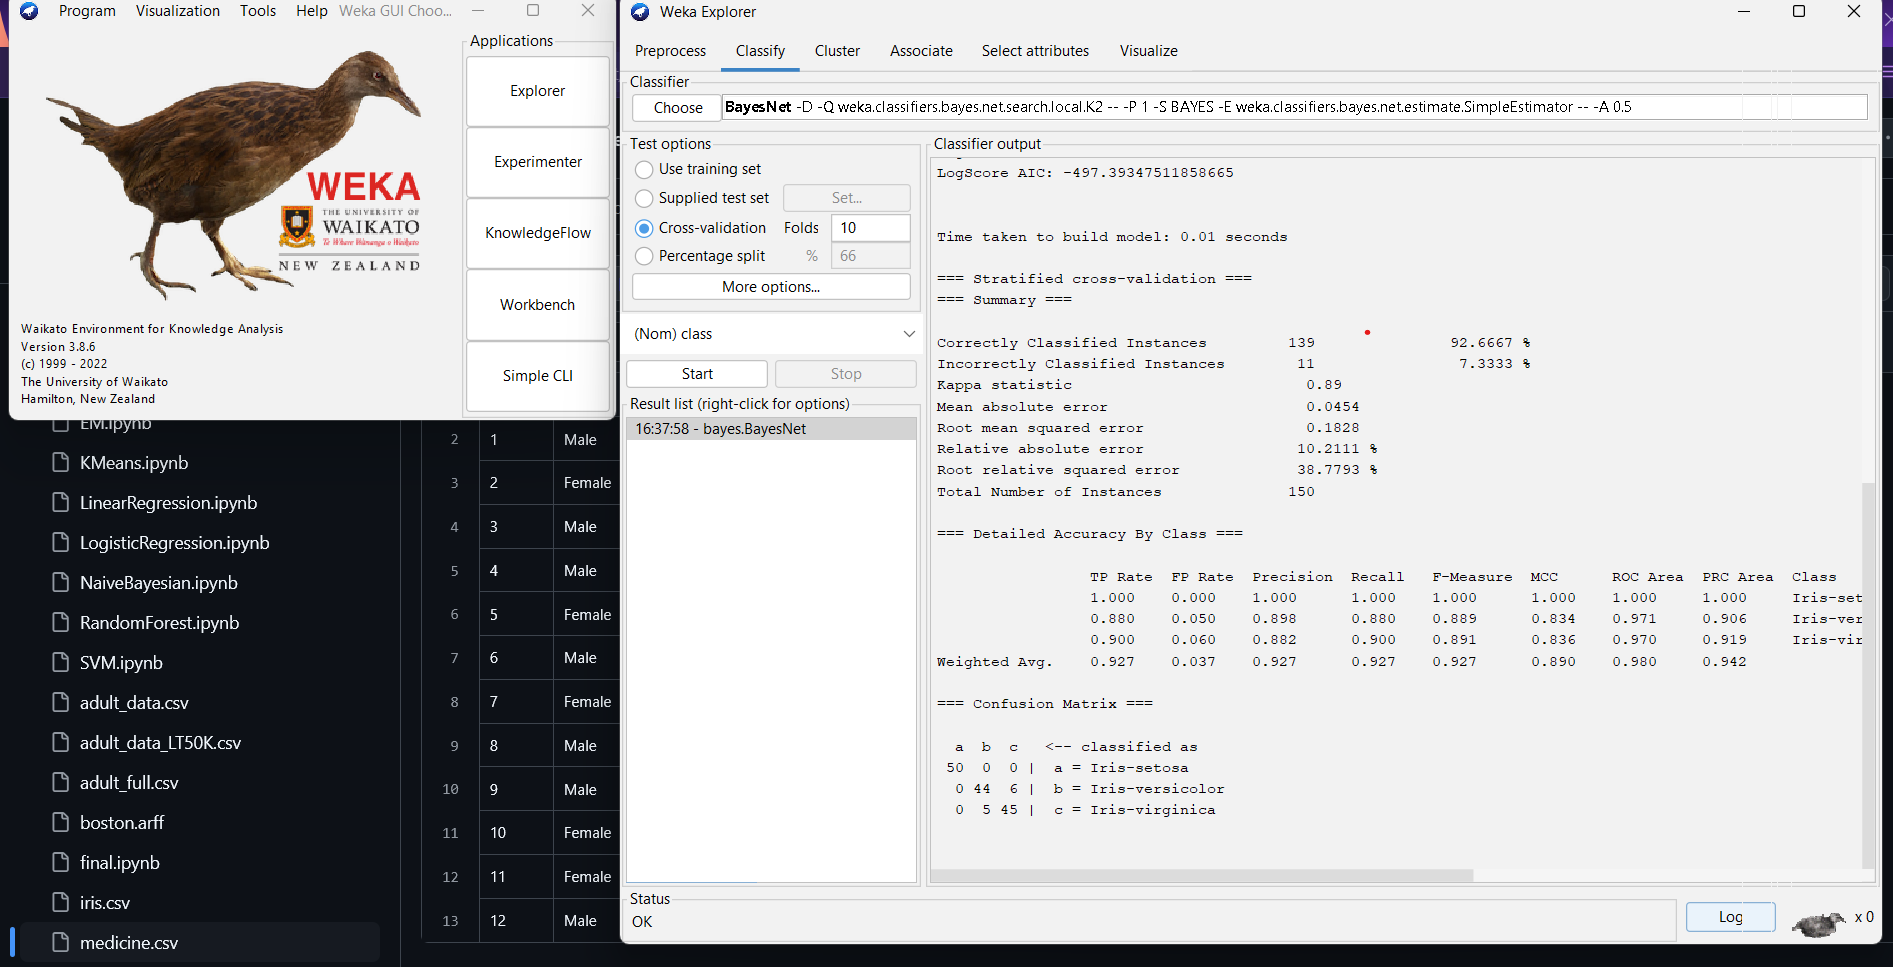 Program Visualization Tools Help Weka GUI Choo...
Applications
Explorer
Experimenter
KnowledgeFlow
Workbench
Simple CLI
WEKA
THE UNIVERSITY OF
WAIKATO
Te Whare Wānanga o Waikato
NEW ZEALAND
Waikato Environment for Knowledge Analysis
Version 3.8.6
(c) 1999 - 2022
The University of Waikato
Hamilton, New Zealand
EM.ipynb
KMeans.ipynb
LinearRegression.ipynb
LogisticRegression.ipynb
NaiveBayesian.ipynb
RandomForest.ipynb
SVM.ipynb
adult_data.csv
adult_data_LT50K.csv
adult_full.csv
boston.arff
final.ipynb
iris.csv
medicine.csv
2 1 Male
3 2 Female
4 3 Male
5 4 Male
6 5 Female
7 6 Male
8 7 Female
9 8 Male
10 9 Male
11 10 Female
12 11 Female
13 12 Male
Weka Explorer
Preprocess Classify Cluster Associate Select attributes Visualize
Classifier
Choose BayesNet -D -Q weka.classifiers.bayes.net.search.local.K2 -- -P 1 -S BAYES -E weka.classifiers.bayes.net.estimate.SimpleEstimator -- -A 0.5
Test options
Use training set
Supplied test set Set...
Cross-validation Folds 10
Percentage split % 66
More options...
(Nom) class
Start Stop
Result list (right-click for options)
16:37:58 - bayes.BayesNet
Classifier output
LogScore AIC: -497.39347511858665
Time taken to build model: 0.01 seconds
=== Stratified cross-validation ===
=== Summary ===
Correctly Classified Instances 139 92.6667 %
Incorrectly Classified Instances 11 7.3333 %
Kappa statistic 0.89
Mean absolute error 0.0454
Root mean squared error 0.1828
Relative absolute error 10.2111 %
Root relative squared error 38.7793 %
Total Number of Instances 150
=== Detailed Accuracy By Class ===
TP Rate FP Rate Precision Recall F-Measure MCC ROC Area PRC Area Class
1.000 0.000 1.000 1.000 1.000 1.000 1.000 1.000 Iris-set
0.880 0.050 0.898 0.880 0.889 0.834 0.971 0.906 Iris-ver
0.900 0.060 0.882 0.900 0.891 0.836 0.970 0.919 Iris-vir
Weighted Avg. 0.927 0.037 0.927 0.927 0.927 0.890 0.980 0.942
=== Confusion Matrix ===
a b c <-- classified as
50 0 0 | a = Iris-setosa
0 44 6 | b = Iris-versicolor
0 5 45 | c = Iris-virginica
Status
OK
Log
x 0